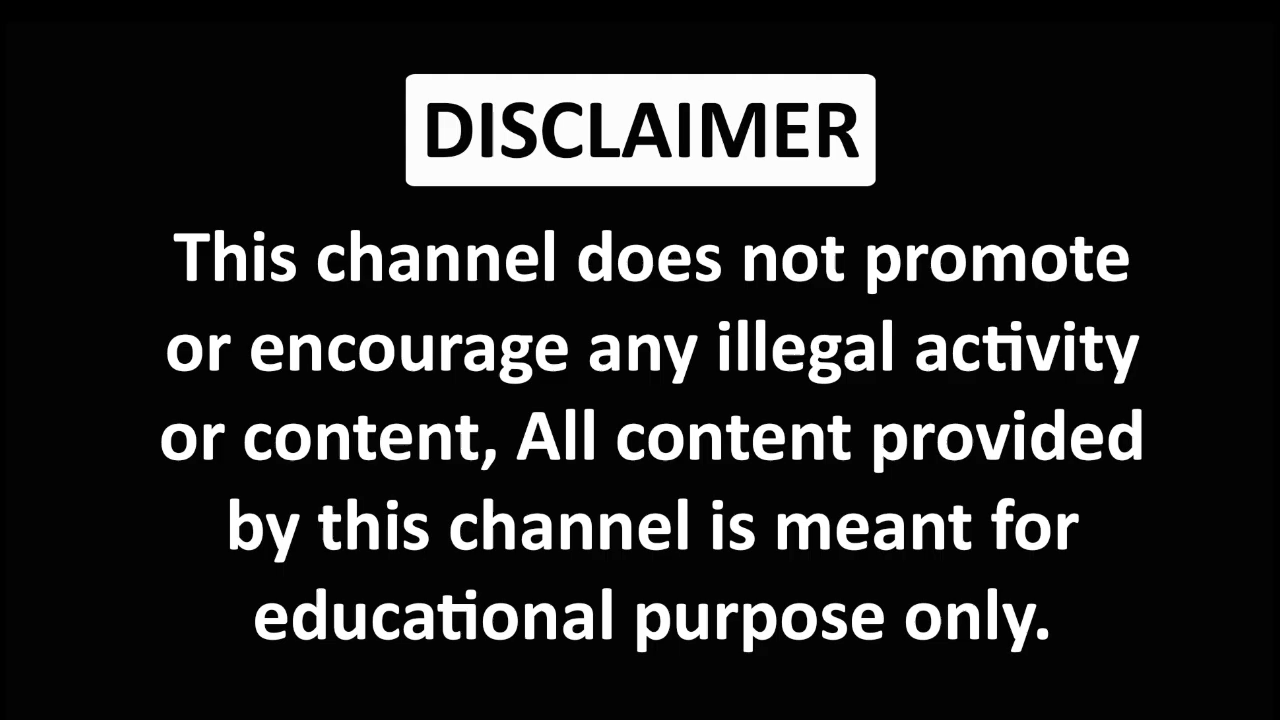 DISCLAIMER
This channel does not promote
or encourage any illegal activity
or content, All content provided
by this channel is meant for
educational purpose only.